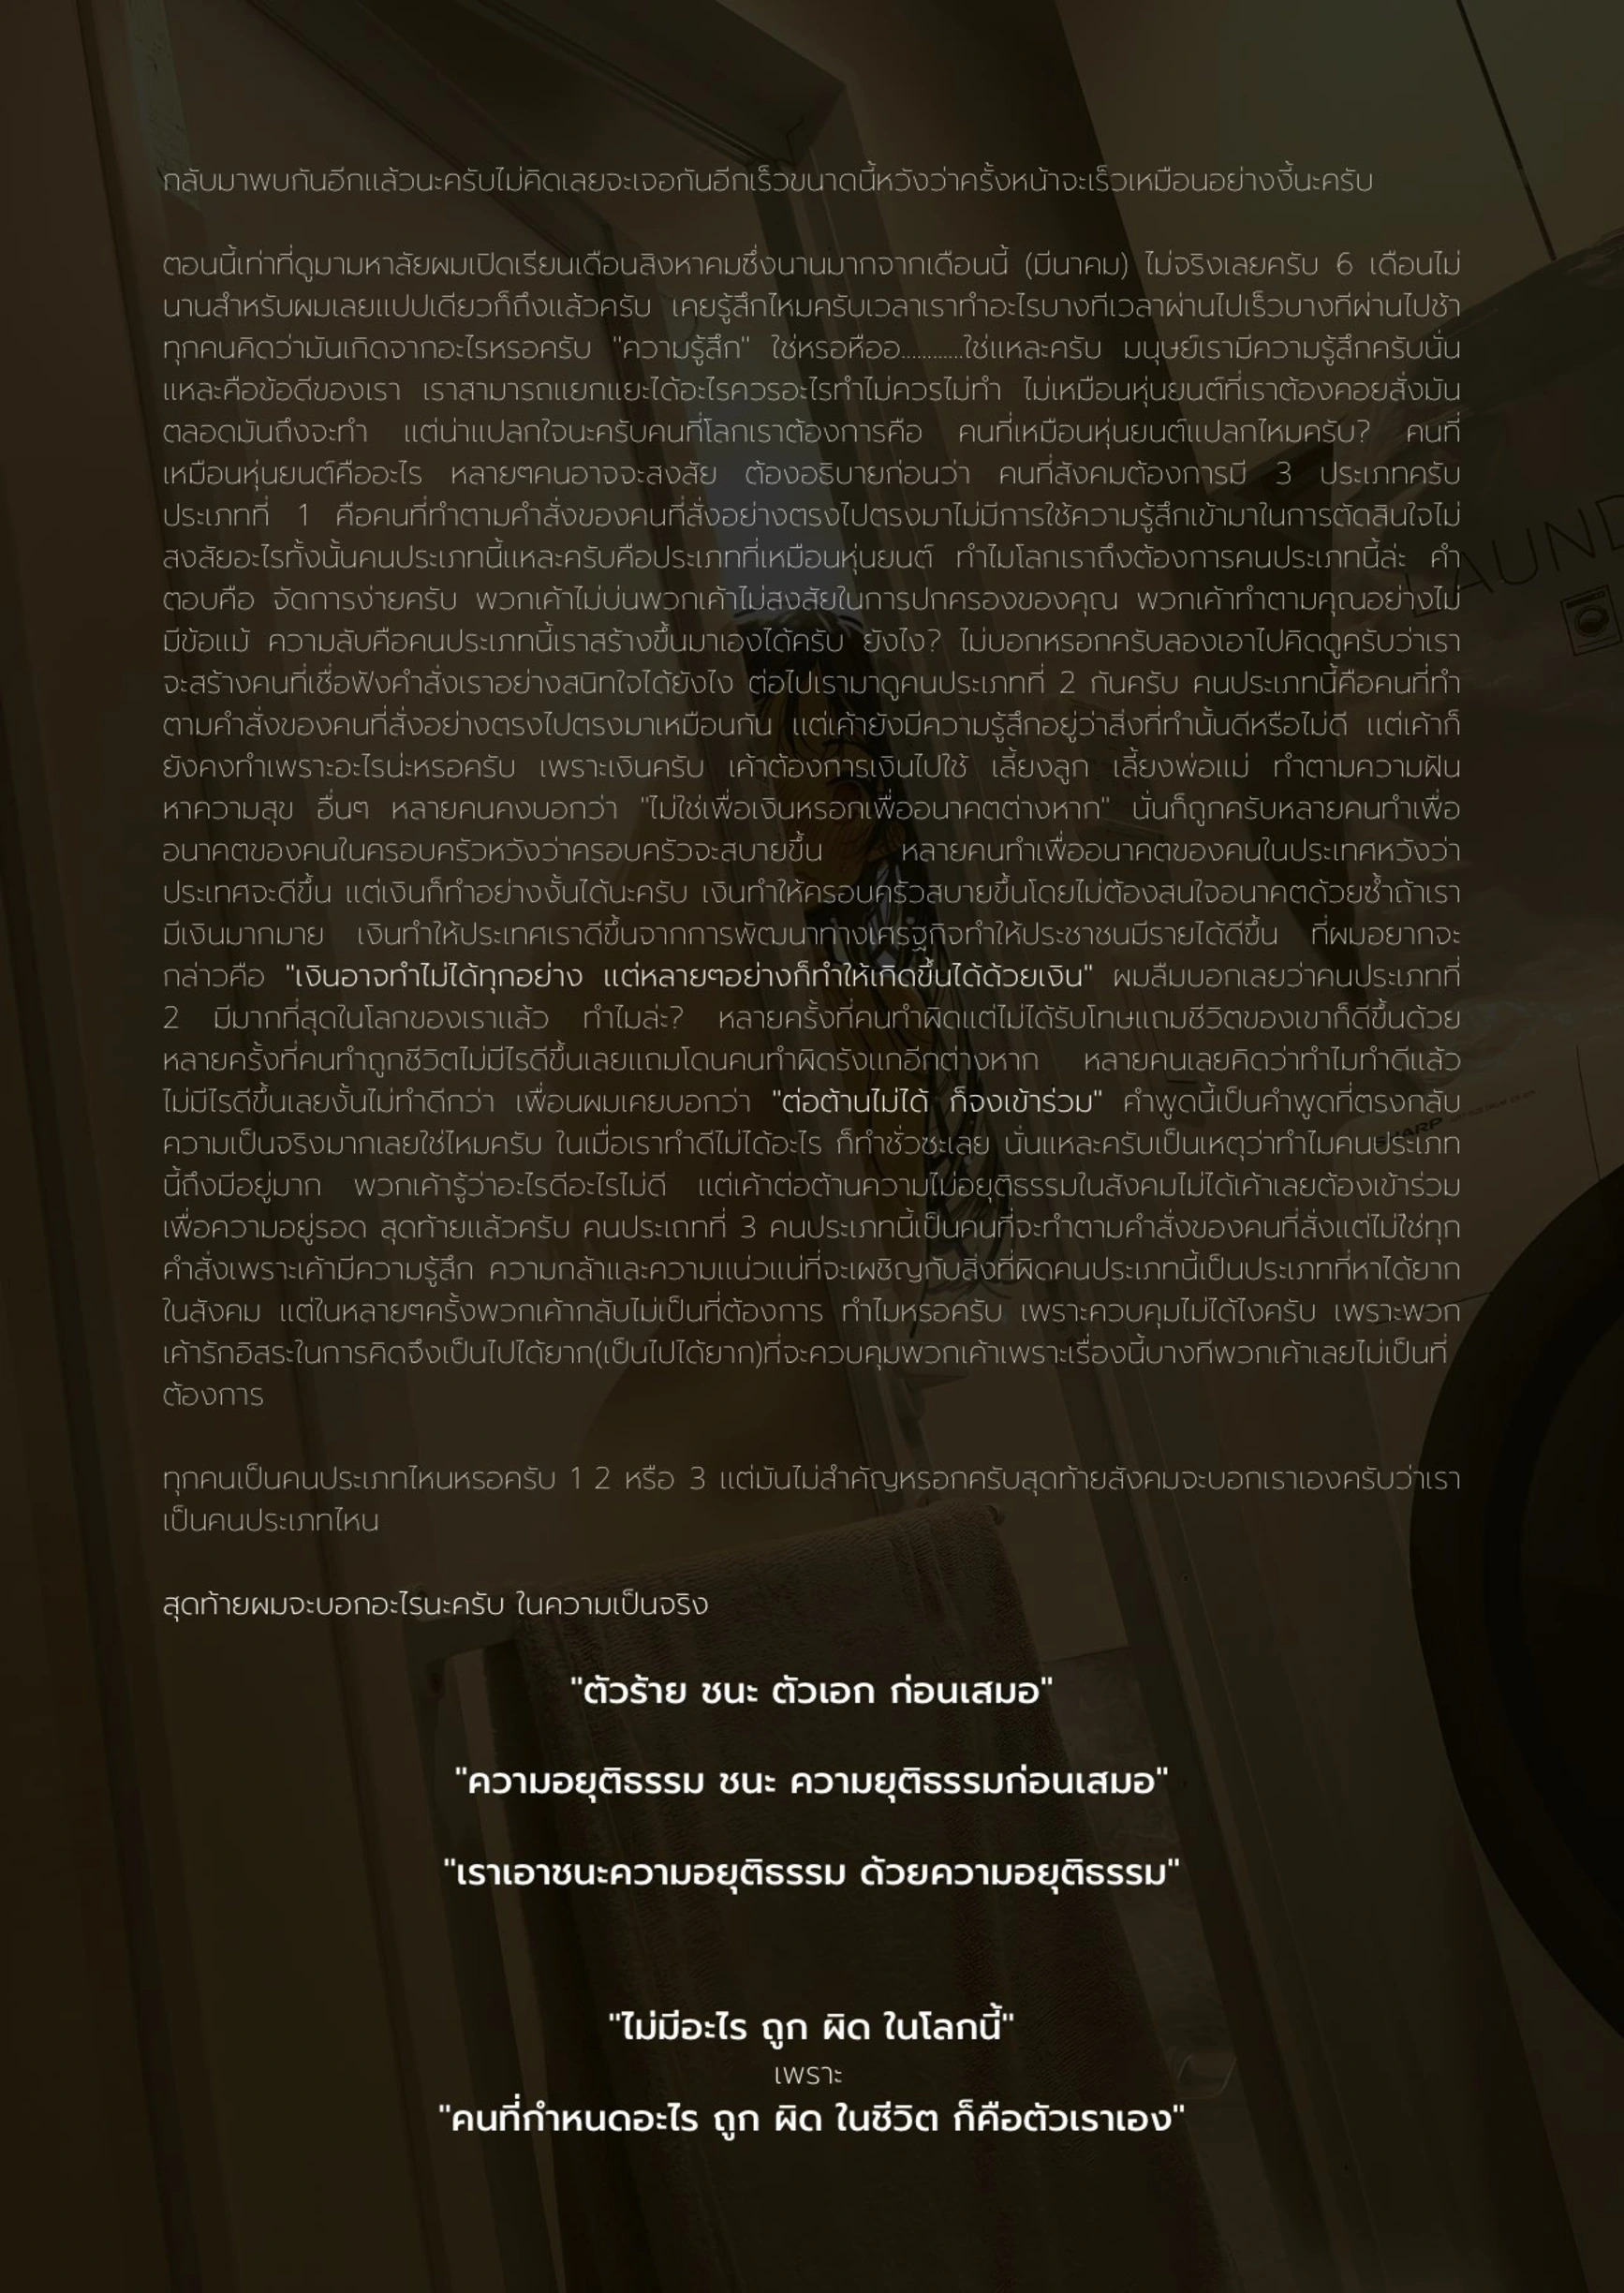 กลับมาพบกันอีกแล้วนะครับไม่คิดเลยจะเจอกันอีกเร็วขนาดนี้หวังว่าครั้งหน้าจะเร็วเหมือนอย่างงี้นะครับ
ตอนนี้เท่าที่ดูมามหาลัยผมเปิดเรียนเดือนสิงหาคมซึ่งนานมากจากเดือนนี้ (มีนาคม) ไม่จริงเลยครับ 6 เดือนไม่
นานสำหรับผมเลยแปปเดียวก็ถึงแล้วครับ เคยรู้สึกไหมครับเวลาเราทำอะไรบางทีเวลาผ่านไปเร็วบางทีผ่านไปช้า
ทุกคนคิดว่ามันเกิดจากอะไรหรอครับ "ความรู้สึก" ใช่หรอหืออ...........ใช่แหละครับ มนุษย์เรามีความรู้สึกครับนั่น
แหละคือข้อดีของเรา เราสามารถแยกแยะได้อะไรควรอะไรทำไม่ควรไม่ทำ ไม่เหมือนหุ่นยนต์ที่เราต้องคอยสั่งมัน
ตลอดมันถึงจะทำ แต่น่าแปลกใจนะครับคนที่โลกเราต้องการคือ คนที่เหมือนหุ่นยนต์แปลกไหมครับ? คนที่
เหมือนหุ่นยนต์คืออะไร หลายๆคนอาจจะสงสัย ต้องอธิบายก่อนว่า คนที่สังคมต้องการมี 3 ประเภทครับ
ประเภทที่ 1 คือคนที่ทำตามคำสั่งของคนที่สั่งอย่างตรงไปตรงมาไม่มีการใช้ความรู้สึกเข้ามาในการตัดสินใจไม่
สงสัยอะไรทั้งนั้นคนประเภทนี้แหละครับคือประเภทที่เหมือนหุ่นยนต์ ทำไมโลกเราถึงต้องการคนประเภทนี้ล่ะ คำ
ตอบคือ จัดการง่ายครับ พวกเค้าไม่บ่นพวกเค้าไม่สงสัยในการปกครองของคุณ พวกเค้าทำตามคุณอย่างไม่
มีข้อแม้ ความลับคือคนประเภทนี้เราสร้างขึ้นมาเองได้ครับ ยังไง? ไม่บอกหรอกครับลองเอาไปคิดดูครับว่าเรา
จะสร้างคนที่เชื่อฟังคำสั่งเราอย่างสนิทใจได้ยังไง ต่อไปเรามาดูคนประเภทที่ 2 กันครับ คนประเภทนี้คือคนที่ทำ
ตามคำสั่งของคนที่สั่งอย่างตรงไปตรงมาเหมือนกัน แต่เค้ายังมีความรู้สึกอยู่ว่าสิ่งที่ทำนั้นดีหรือไม่ดี แต่เค้าก็
ยังคงทำเพราะอะไรน่ะหรอครับ เพราะเงินครับ เค้าต้องการเงินไปใช้ เลี้ยงลูก เลี้ยงพ่อแม่ ทำตามความฝัน
หาความสุข อื่นๆ หลายคนคงบอกว่า "ไม่ใช่เพื่อเงินหรอกเพื่ออนาคตต่างหาก" นั่นก็ถูกครับหลายคนทำเพื่อ
อนาคตของคนในครอบครัวหวังว่าครอบครัวจะสบายขึ้น หลายคนทำเพื่ออนาคตของคนในประเทศหวังว่า
ประเทศจะดีขึ้น แต่เงินก็ทำอย่างงั้นได้นะครับ เงินทำให้ครอบครัวสบายขึ้นโดยไม่ต้องสนใจอนาคตด้วยซ้ำถ้าเรา
มีเงินมากมาย เงินทำให้ประเทศเราดีขึ้นจากการพัฒนาทางเศรฐกิจทำให้ประชาชนมีรายได้ดีขึ้น ที่ผมอยากจะ
กล่าวคือ "เงินอาจทำไม่ได้ทุกอย่าง แต่หลายๆอย่างก็ทำให้เกิดขึ้นได้ด้วยเงิน" ผมลืมบอกเลยว่าคนประเภทที่
2 มีมากที่สุดในโลกของเราแล้ว ทำไมล่ะ? หลายครั้งที่คนทำผิดแต่ไม่ได้รับโทษแถมชีวิตของเขาก็ดีขึ้นด้วย
หลายครั้งที่คนทำถูกชีวิตไม่มีไรดีขึ้นเลยแถมโดนคนทำผิดรังแกอีกต่างหาก หลายคนเลยคิดว่าทำไมทำดีแล้ว
ไม่มีไรดีขึ้นเลยงั้นไม่ทำดีกว่า เพื่อนผมเคยบอกว่า "ต่อต้านไม่ได้ ก็จงเข้าร่วม" คำพูดนี้เป็นคำพูดที่ตรงกลับ
ความเป็นจริงมากเลยใช่ไหมครับ ในเมื่อเราทำดีไม่ได้อะไร ก็ทำชั่วซะเลย นั่นแหละครับเป็นเหตุว่าทำไมคนประเภท
นี้ถึงมีอยู่มาก พวกเค้ารู้ว่าอะไรดีอะไรไม่ดี แต่เค้าต่อต้านความไม่อยุติธรรมในสังคมไม่ได้เค้าเลยต้องเข้าร่วม
เพื่อความอยู่รอด สุดท้ายแล้วครับ คนประเถทที่ 3 คนประเภทนี้เป็นคนที่จะทำตามคำสั่งของคนที่สั่งแต่ไม่ใช่ทุก
คำสั่งเพราะเค้ามีความรู้สึก ความกล้าและความแน่วแน่ที่จะเผชิญกับสิ่งที่ผิดคนประเภทนี้เป็นประเภทที่หาได้ยาก
ในสังคม แต่ในหลายๆครั้งพวกเค้ากลับไม่เป็นที่ต้องการ ทำไมหรอครับ เพราะควบคุมไม่ได้ไงครับ เพราะพวก
เค้ารักอิสระในการคิดจึงเป็นไปได้ยาก(เป็นไปได้ยาก)ที่จะควบคุมพวกเค้าเพราะเรื่องนี้บางทีพวกเค้าเลยไม่เป็นที่
ต้องการ
ทุกคนเป็นคนประเภทไหนหรอครับ 1 2 หรือ 3 แต่มันไม่สำคัญหรอกครับสุดท้ายสังคมจะบอกเราเองครับว่าเรา
เป็นคนประเภทไหน
สุดท้ายผมจะบอกอะไรนะครับ ในความเป็นจริง
"ตัวร้าย ชนะ ตัวเอก ก่อนเสมอ"
"ความอยุติธรรม ชนะ ความยุติธรรมก่อนเสมอ"
"เราเอาชนะความอยุติธรรม ด้วยความอยุติธรรม"
"ไม่มีอะไร ถูก ผิด ในโลกนี้"
เพราะ
"คนที่กำหนดอะไร ถูก ผิด ในชีวิต ก็คือตัวเราเอง"
SHARP